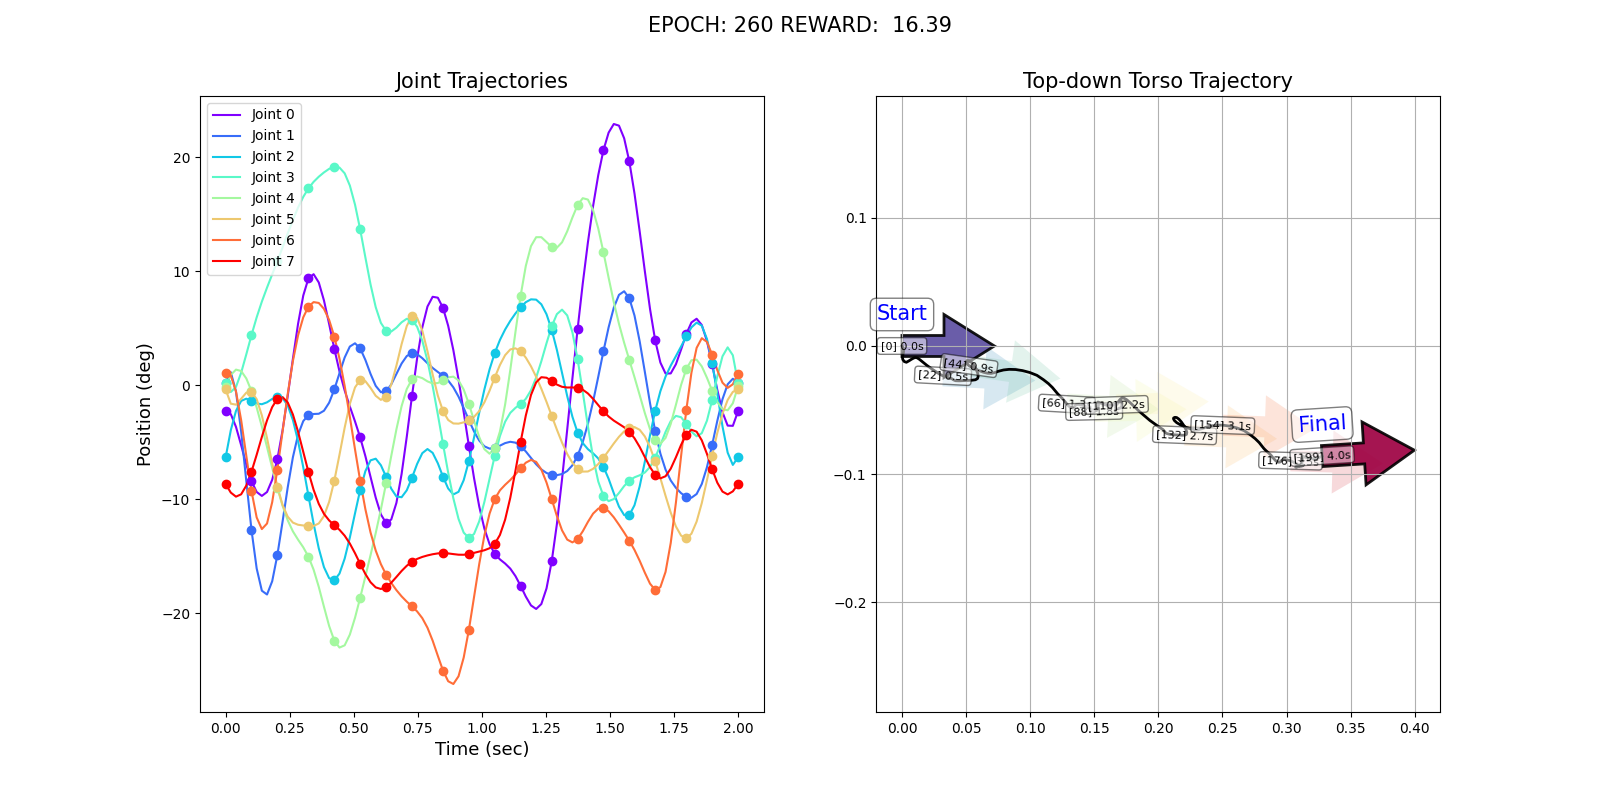 EPOCH: 260 REWARD:  16.39
Joint Trajectories
Joint 0
Joint 1
Joint 2
Joint 3
Joint 4
Joint 5
Joint 6
Joint 7
20
10
0
−10
−20
Position (deg)
0.00 0.25 0.50 0.75 1.00 1.25 1.50 1.75 2.00
Time (sec)
Top-down Torso Trajectory
0.1
0.0
−0.1
−0.2
Start
[0] 0.0s
[22] 0.5s
[44] 0.9s
[66]
[88] 1.8s
[110] 2.2s
[132] 2.7s
[154] 3.1s
[176]
[199] 4.0s
Final
0.00 0.05 0.10 0.15 0.20 0.25 0.30 0.35 0.40